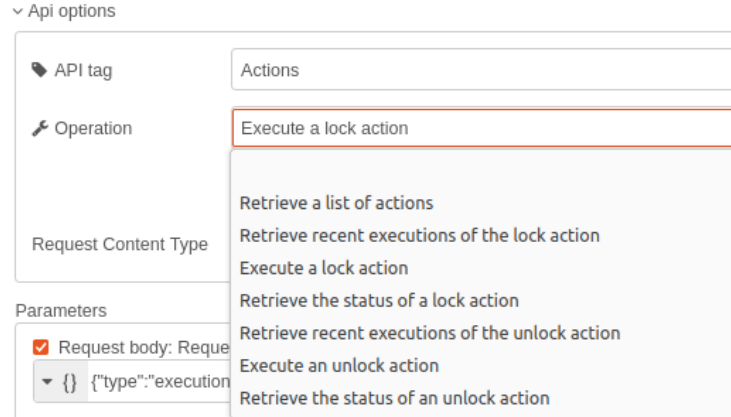 Api options
API tag
Actions
Operation
Execute a lock action
Retrieve a list of actions
Retrieve recent executions of the lock action
Request Content Type
Execute a lock action
Retrieve the status of a lock action
Parameters
Retrieve recent executions of the unlock action
Request body: Reque
Execute an unlock action
{} {"type":"execution
Retrieve the status of an unlock action